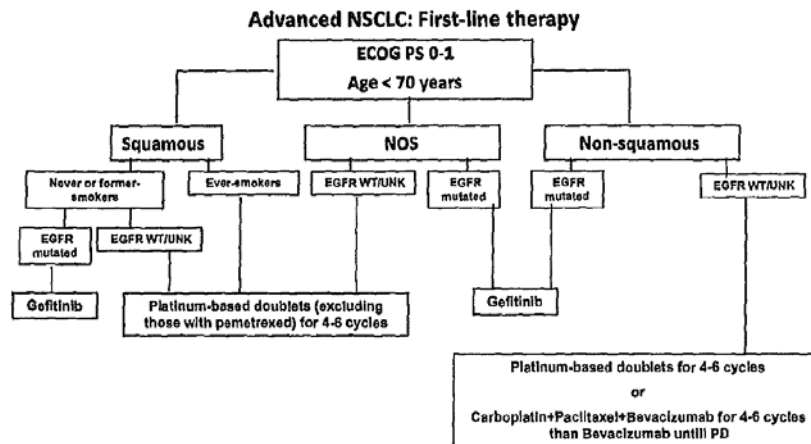 Advanced NSCLC: First-line therapy
ECOG PS 0-1
Age < 70 years
Squamous
NOS
Non-squamous
Never or former-
smokers
Ever-smokers
EGFR WT/UNK
EGFR
mutated
EGFR
mutated
EGFR WT/UNK
EGFR
mutated
EGFR WT/UNK
Gefitinib
Platinum-based doublets (excluding
those with pemetrexed) for 4-6 cycles
Gefitinib
Platinum-based doublets for 4-6 cycles
or
Carboplatin+Paclitaxel+Bevacizumab for 4-6 cycles
than Bevacizumab untill PD